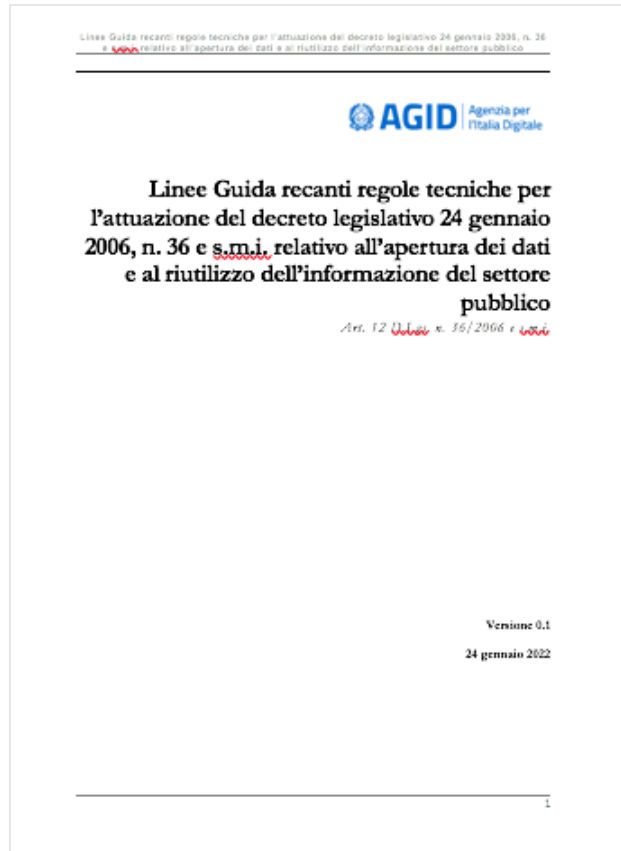 Linee Guida recanti regole tecniche per l'attuazione del decreto legislativo 24 gennaio 2006, n. 36
e s.m.i. relativo all'apertura dei dati e al riutilizzo dell'informazione del settore pubblico
AGID Agenzia per
l'Italia Digitale
Linee Guida recanti regole tecniche per
l'attuazione del decreto legislativo 24 gennaio
2006, n. 36 e s.m.i. relativo all'apertura dei dati
e al riutilizzo dell'informazione del settore
pubblico
Art. 12 D.Lgs. n. 36/2006 e s.m.i.
Versione 0.1
24 gennaio 2022
1